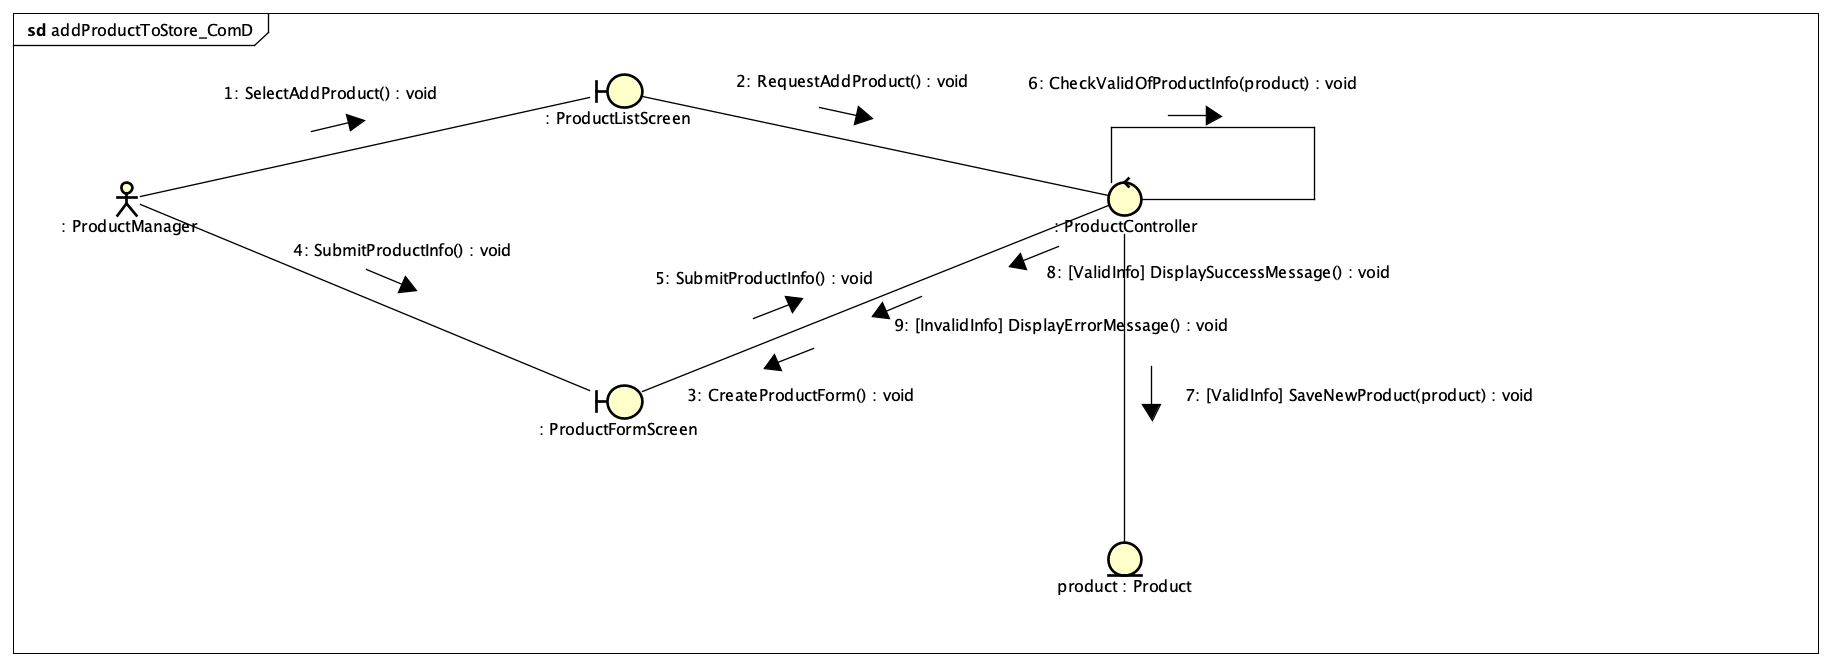 sd addProductToStore_ComD
1: SelectAddProduct() : void
2: RequestAddProduct() : void
6: CheckValidOfProductInfo(product) : void
: ProductListScreen
: ProductManager
: ProductController
4: SubmitProductInfo() : void
5: SubmitProductInfo() : void
8: [ValidInfo] DisplaySuccessMessage() : void
9: [InvalidInfo] DisplayErrorMessage() : void
3: CreateProductForm() : void
7: [ValidInfo] SaveNewProduct(product) : void
: ProductFormScreen
product : Product